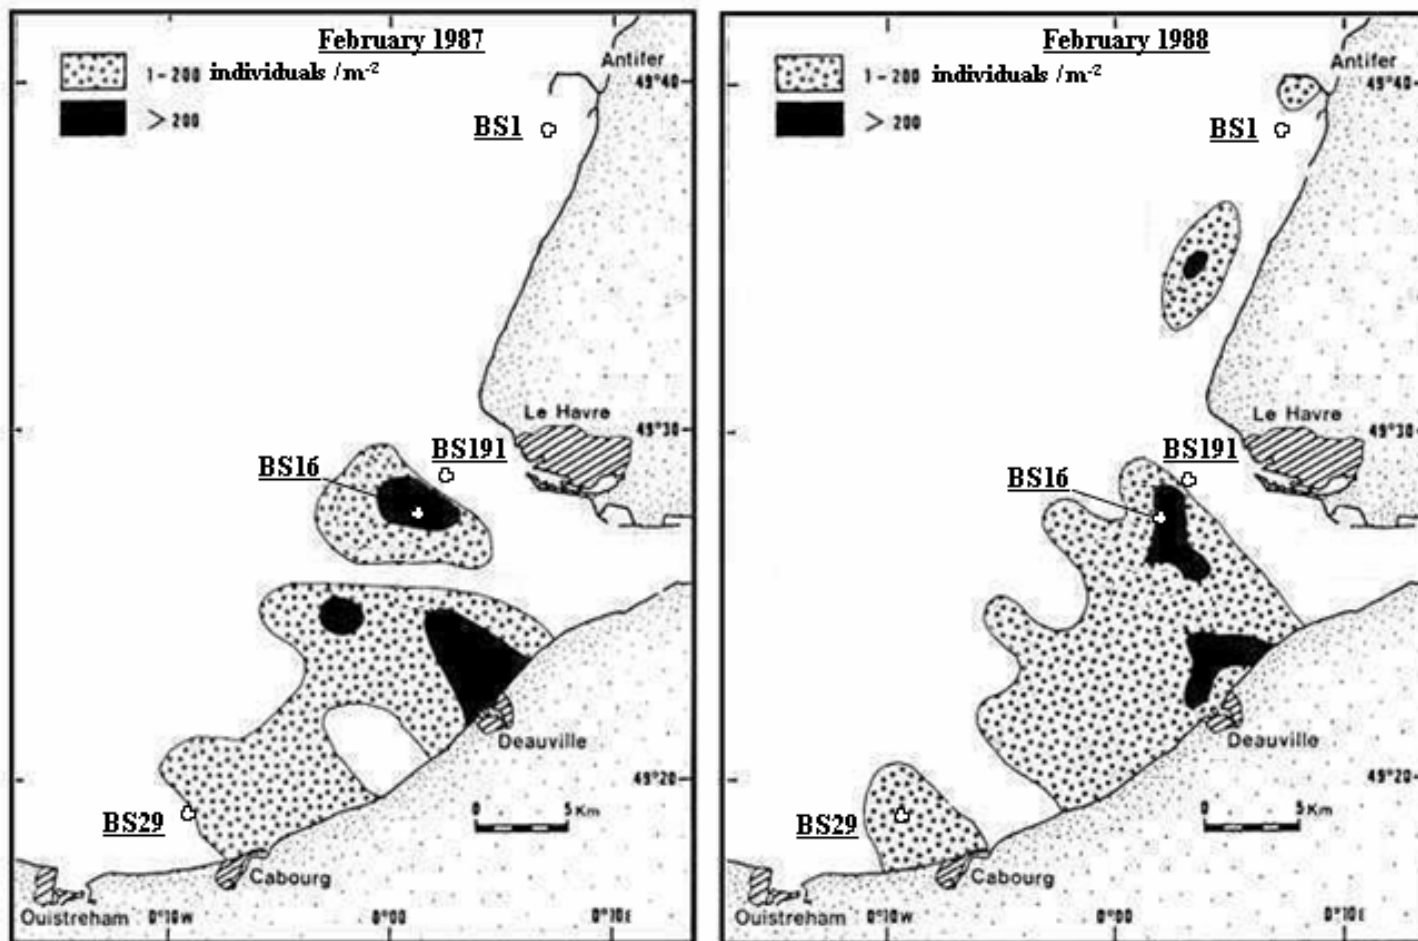 February 1987
Antifer
1-200 individuals /m-2
49°40
> 200
BS1
Le Havre
49°30
BS191
BS16
Deauville
49°20
0 5 Km
BS29
Cabourg
Ouistreham 0°10W 0°00 0°10E
February 1988
Antifer
1-200 individuals /m-2
49°40
> 200
BS1
Le Havre
49°30
BS191
BS16
Deauville
49°20
0 5 Km
BS29
Cabourg
Ouistreham 0°10W 0°00 0°10E